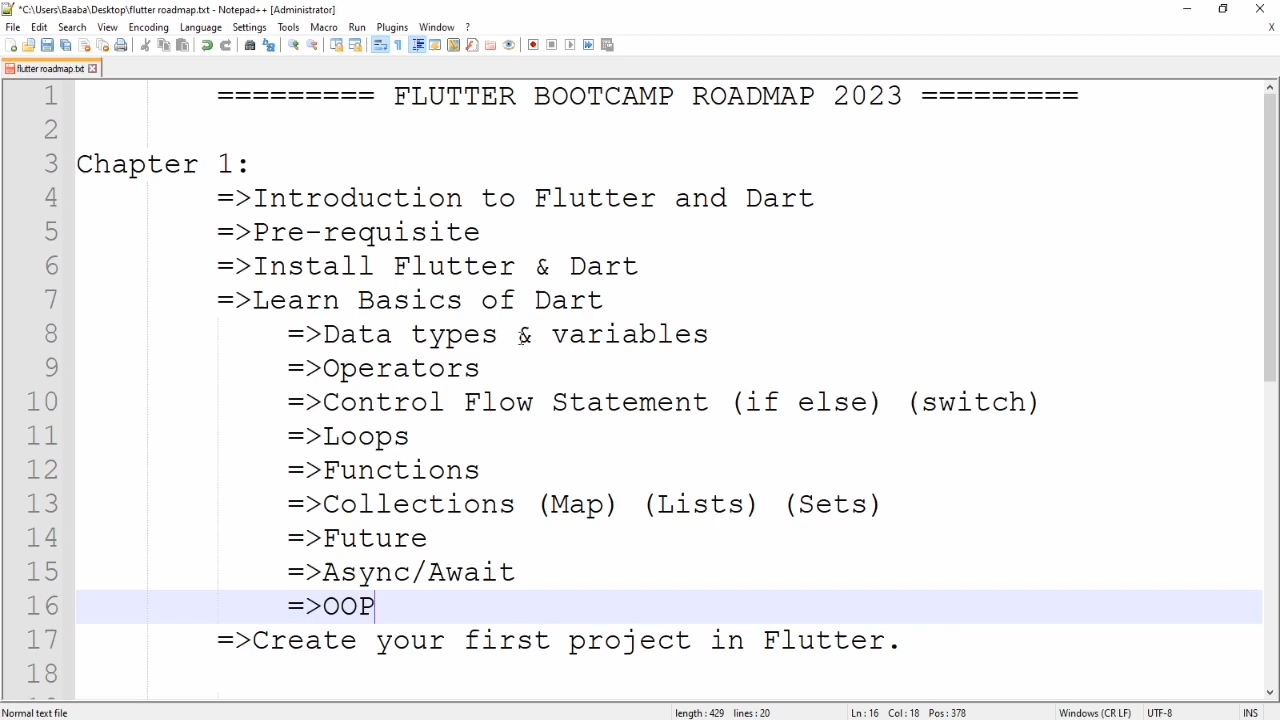 *C:\Users\Baaba\Desktop\flutter roadmap.txt - Notepad++ [Administrator]
File Edit Search View Encoding Language Settings Tools Macro Run Plugins Window ?
X
flutter roadmap.txt
1 ========= FLUTTER BOOTCAMP ROADMAP 2023 =========
2
3 Chapter 1:
4 =>Introduction to Flutter and Dart
5 =>Pre-requisite
6 =>Install Flutter & Dart
7 =>Learn Basics of Dart
8 =>Data types & variables
9 =>Operators
10 =>Control Flow Statement (if else) (switch)
11 =>Loops
12 =>Functions
13 =>Collections (Map) (Lists) (Sets)
14 =>Future
15 =>Async/Await
16 =>OOP
17 =>Create your first project in Flutter.
18
Normal text file length : 429 lines : 20 Ln : 16 Col : 18 Pos : 378 Windows (CR LF) UTF-8 INS